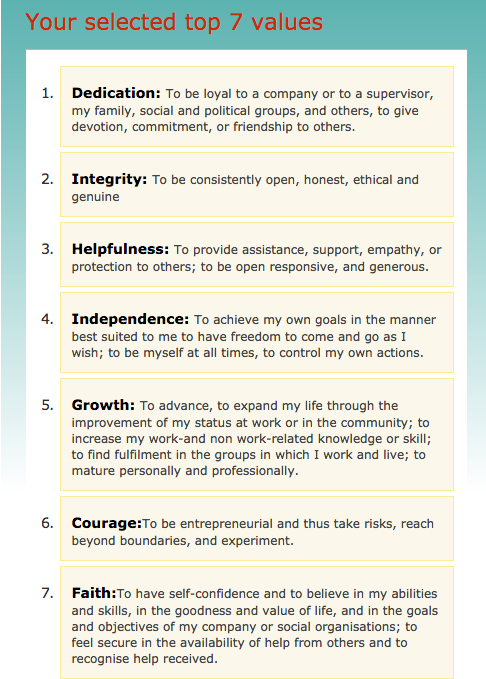 Your selected top 7 values
1. Dedication: To be loyal to a company or to a supervisor,
my family, social and political groups, and others, to give
devotion, commitment, or friendship to others.
2. Integrity: To be consistently open, honest, ethical and
genuine
3. Helpfulness: To provide assistance, support, empathy, or
protection to others; to be open responsive, and generous.
4. Independence: To achieve my own goals in the manner
best suited to me to have freedom to come and go as I
wish; to be myself at all times, to control my own actions.
5. Growth: To advance, to expand my life through the
improvement of my status at work or in the community; to
increase my work-and non work-related knowledge or skill;
to find fulfilment in the groups in which I work and live; to
mature personally and professionally.
6. Courage:To be entrepreneurial and thus take risks, reach
beyond boundaries, and experiment.
7. Faith:To have self-confidence and to believe in my abilities
and skills, in the goodness and value of life, and in the goals
and objectives of my company or social organisations; to
feel secure in the availability of help from others and to
recognise help received.